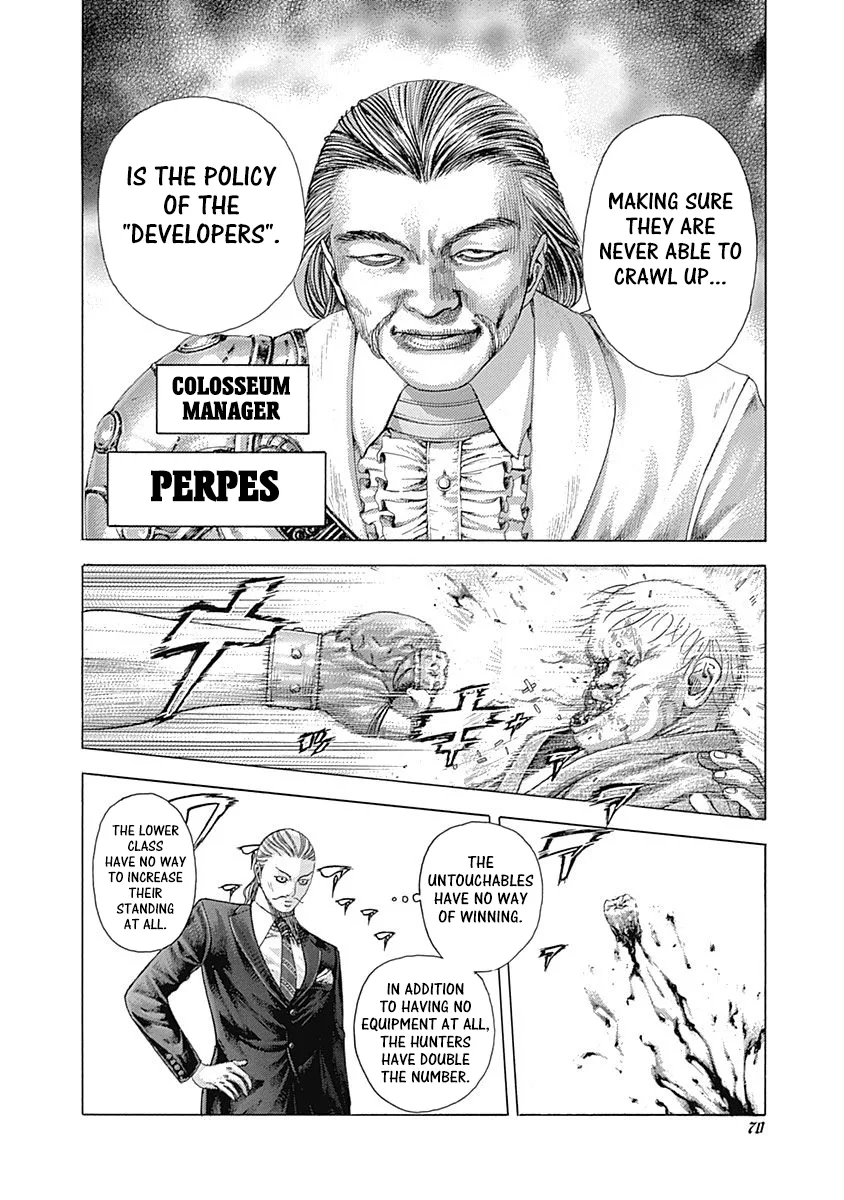 MAKING SURE
THEY ARE
NEVER ABLE TO
CRAWL UP...
IS THE POLICY
OF THE
"DEVELOPERS".
COLOSSEUM
MANAGER
PERPES
THE
UNTOUCHABLES
HAVE NO WAY
OF WINNING.
IN ADDITION
TO HAVING NO
EQUIPMENT AT ALL,
THE HUNTERS
HAVE DOUBLE
THE NUMBER.
THE LOWER
CLASS
HAVE NO WAY
TO INCREASE
THEIR
STANDING
AT ALL.
70